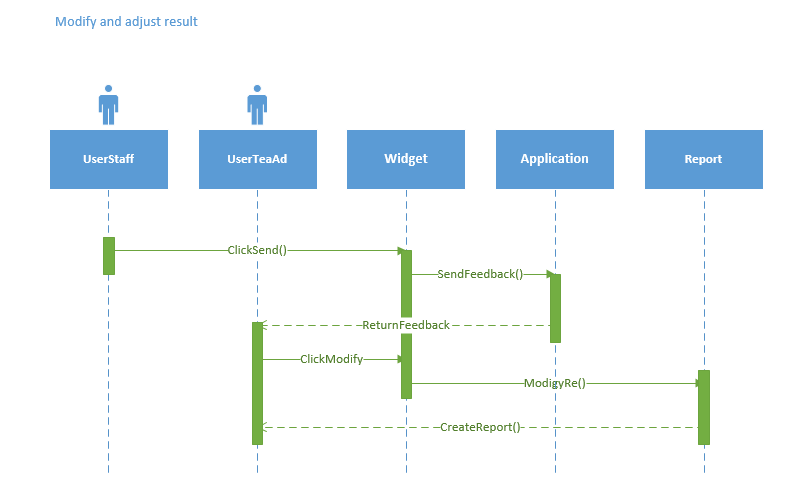 Modify and adjust result
UserStaff
UserTeaAd
Widget
Application
Report
ClickSend()
SendFeedback()
ReturnFeedback
ClickModify
ModigyRe()
CreateReport()